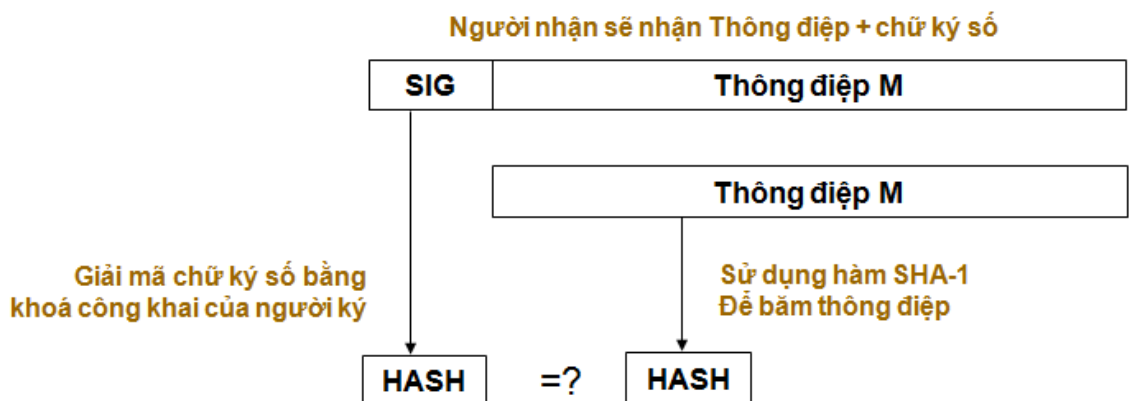 Người nhận sẽ nhận Thông điệp + chữ ký số
SIG Thông điệp M
Thông điệp M
Giải mã chữ ký số bằng
khoá công khai của người ký
Sử dụng hàm SHA-1
Để băm thông điệp
HASH =? HASH